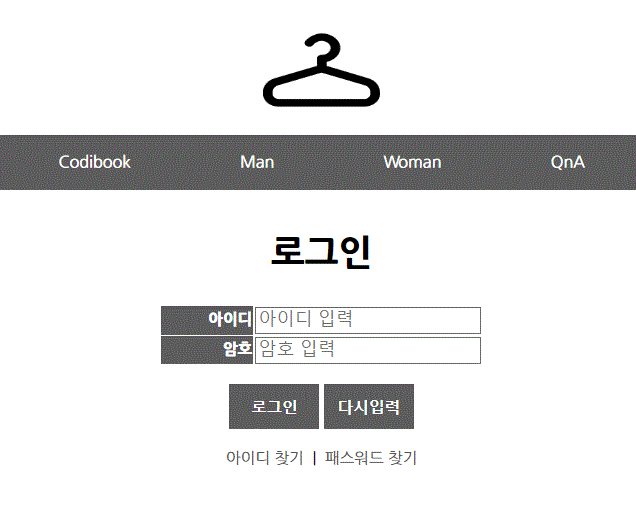 Codibook Man Woman QnA
로그인
아이디 아이디 입력
암호 암호 입력
로그인 다시입력
아이디 찾기 | 패스워드 찾기